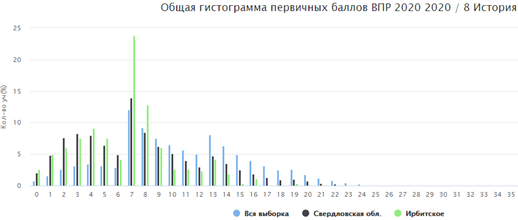 Общая гистограмма первичных баллов ВПР 2020 2020 / 8 История
25
20
15
10
5
0
Кол-во уч(%)
0 1 2 3 4 5 6 7 8 9 10 11 12 13 14 15 16 17 18 19 20 21 22 23 24 25 26 27 28 29 30 31 32 33 34 35
Вся выборка Свердловская обл. Ирбитское